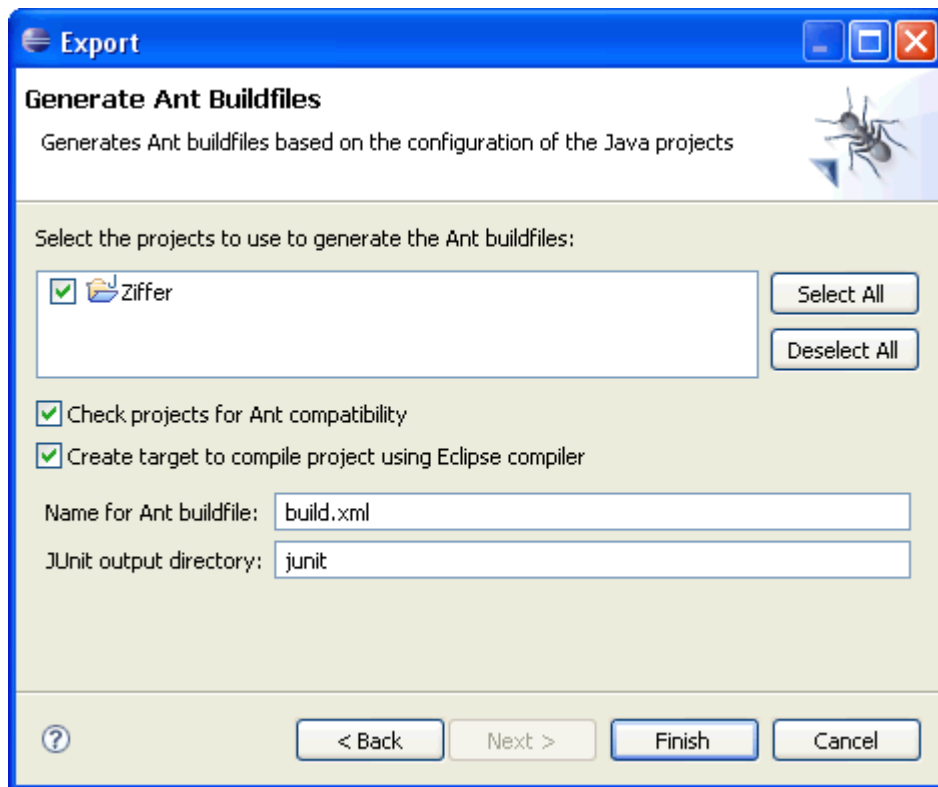 Export
Generate Ant Buildfiles
Generates Ant buildfiles based on the configuration of the Java projects
Select the projects to use to generate the Ant buildfiles:
Ziffer
Select All
Deselect All
Check projects for Ant compatibility
Create target to compile project using Eclipse compiler
Name for Ant buildfile: build.xml
JUnit output directory: junit
? < Back Next > Finish Cancel